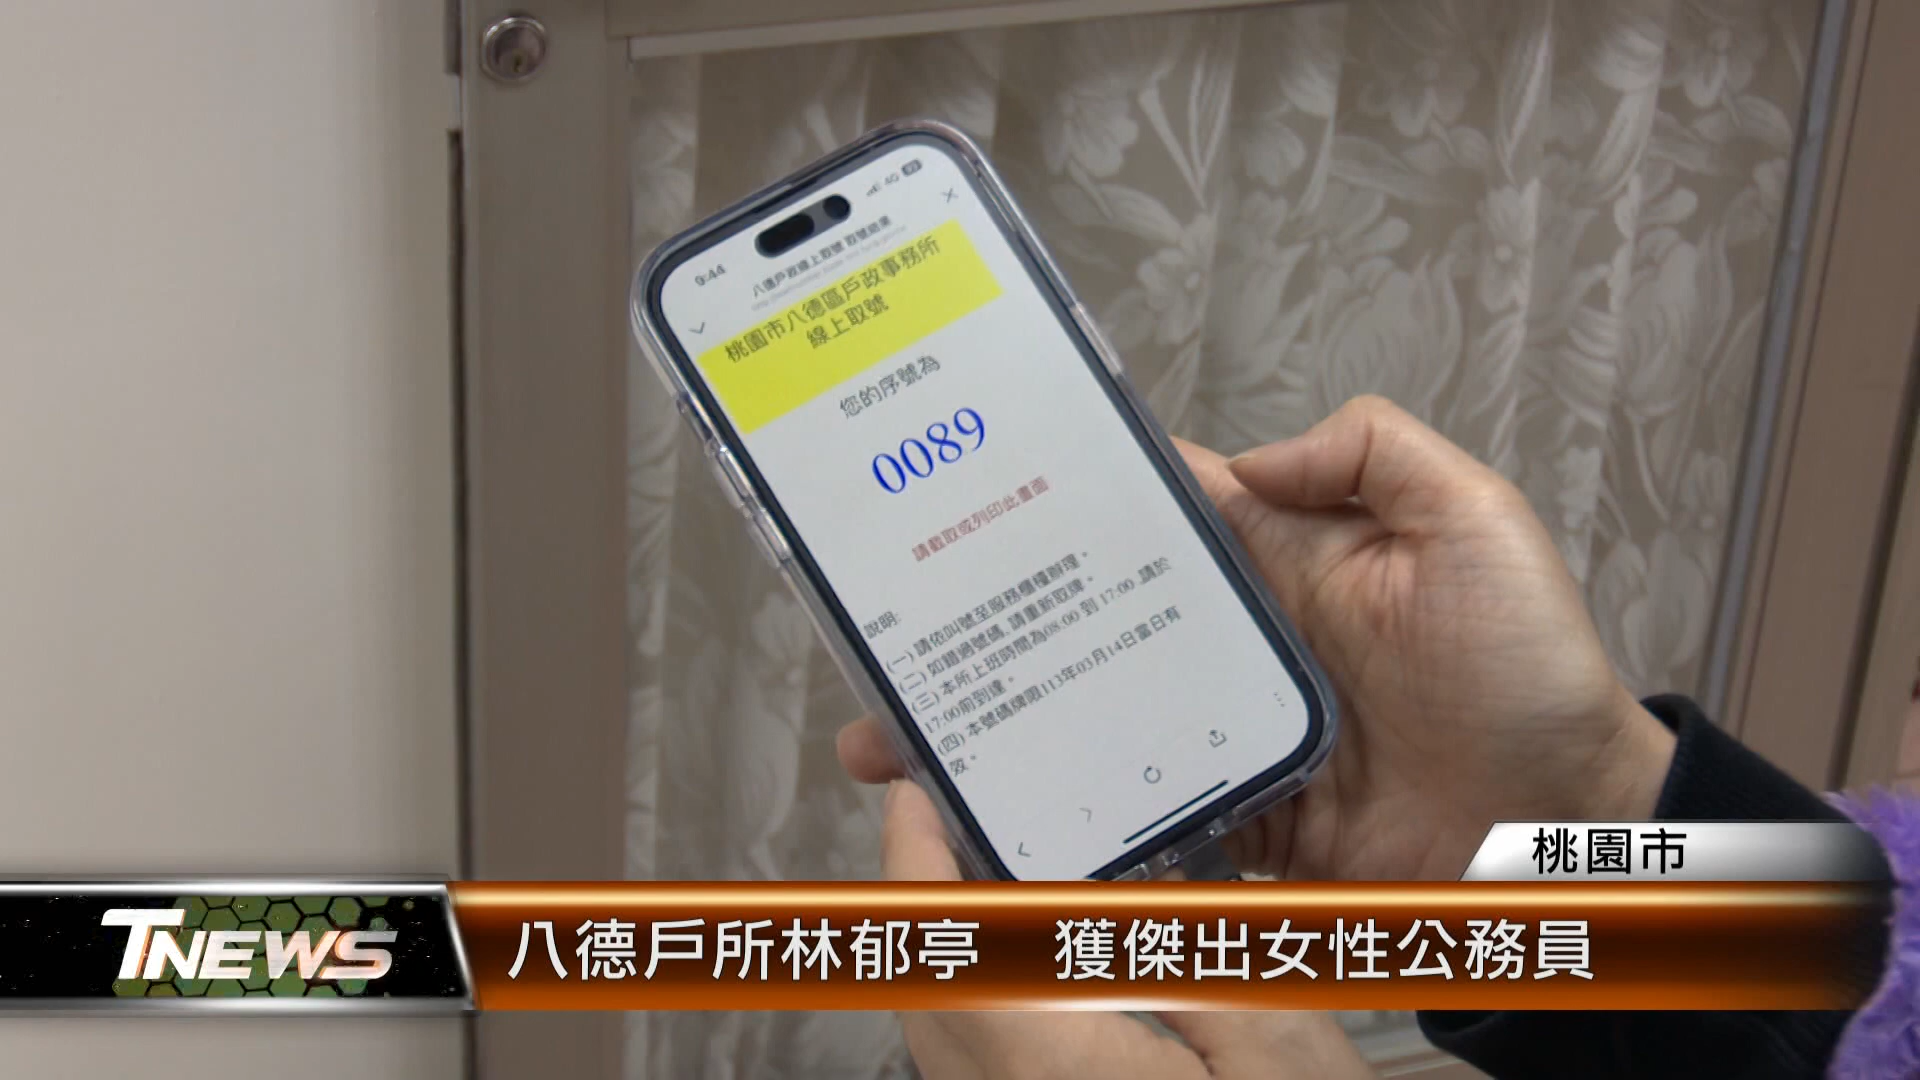 9:44
4G
八德戶政線上取號 取號結果
桃園市八德區戶政事務所
線上取號
您的序號為
0089
請截取或列印此畫面
說明:
(一) 請依叫號至服務櫃檯辦理。
(二) 如錯過號碼, 請重新取牌。
(三) 本所上班時間為08:00 到 17:00 ,請於
17:00前到達。
(四) 本號碼牌限113年03月14日當日有
效。
桃園市
TNEWS
八德戶所林郁亭 獲傑出女性公務員